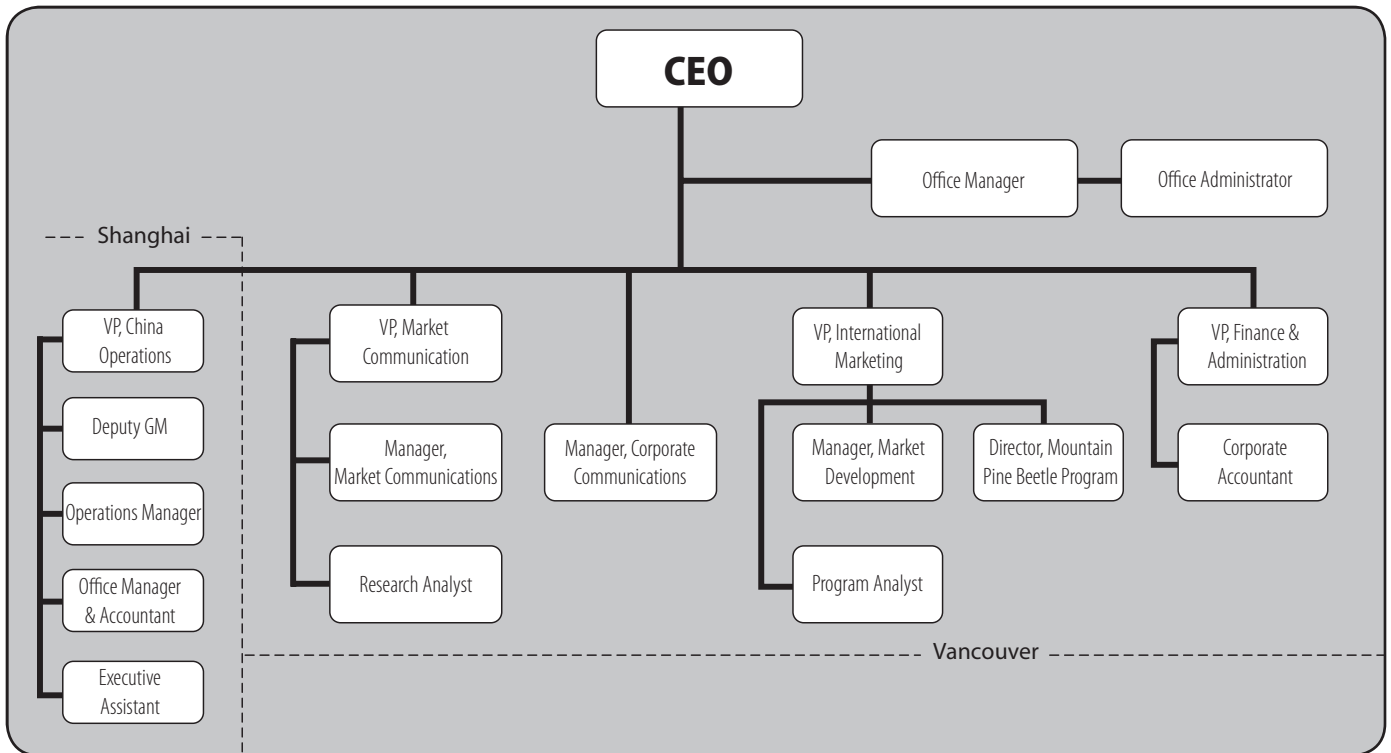 CEO
Office Manager
Office Administrator
Shanghai
VP, China
Operations
Deputy GM
Operations Manager
Office Manager
& Accountant
Executive
Assistant
VP, Market
Communication
Manager,
Market Communications
Research Analyst
Manager, Corporate
Communications
VP, International
Marketing
Manager, Market
Development
Director, Mountain
Pine Beetle Program
Program Analyst
VP, Finance &
Administration
Corporate
Accountant
Vancouver